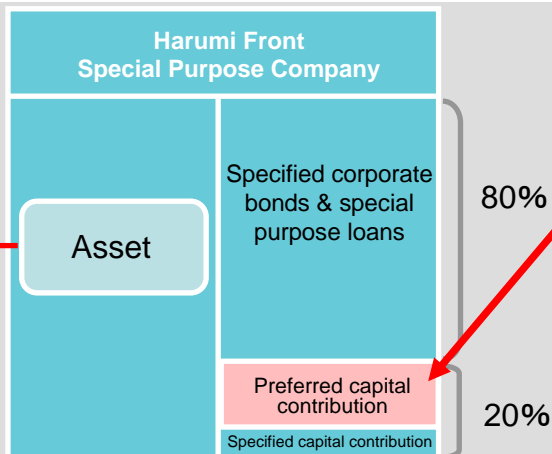 Harumi Front
Special Purpose Company
Asset
Specified corporate
bonds & special
purpose loans
80%
Preferred capital
contribution
20%
Specified capital contribution